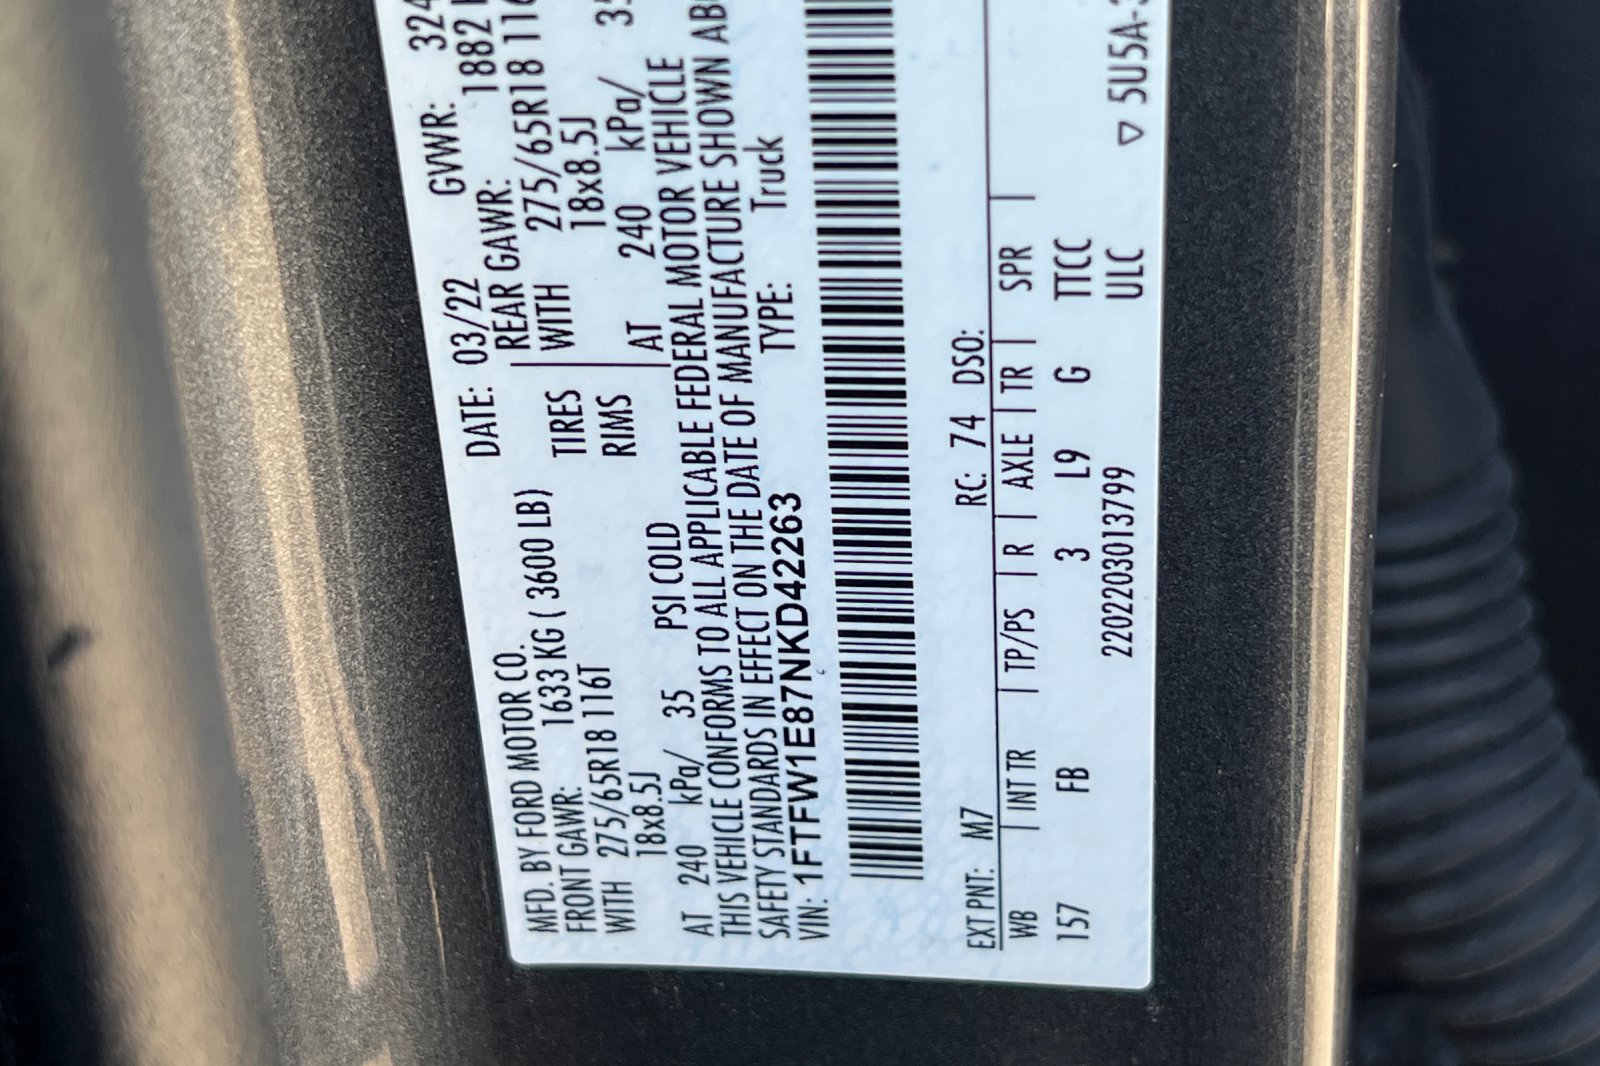 MFD. BY FORD MOTOR CO. DATE: 03/22 GVWR: 324
FRONT GAWR: 1633 KG ( 3600 LB) REAR GAWR: 1882
WITH 275/65R18 116T TIRES WITH 275/65R18 116
18x8.5J RIMS 18x8.5J
AT 240 kPa/ 35 PSI COLD AT 240 kPa/ 35
THIS VEHICLE CONFORMS TO ALL APPLICABLE FEDERAL MOTOR VEHICLE
SAFETY STANDARDS IN EFFECT ON THE DATE OF MANUFACTURE SHOWN AB
VIN: 1FTFW1E87NKD42263 TYPE: Truck
EXT PNT: M7 RC: 74 DSO:
WB | INT TR | TP/PS | R | AXLE | TR | SPR |
157 FB 3 L9 G TTCC
2202203013799 ULC ▽ 5U5A-3